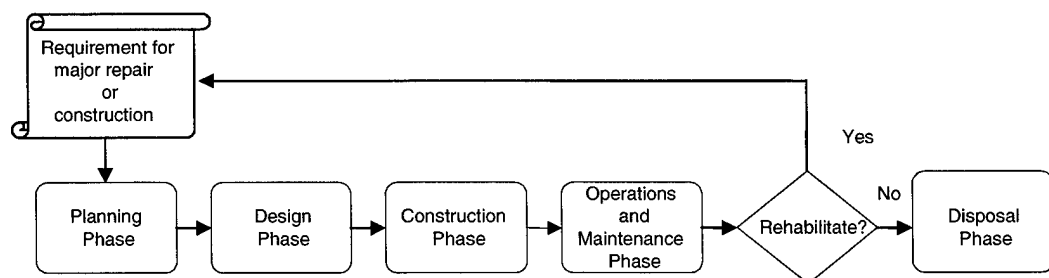 Requirement for
major repair
or
construction
Yes
Planning
Phase
Design
Phase
Construction
Phase
Operations
and
Maintenance
Phase
Rehabilitate?
No
Disposal
Phase